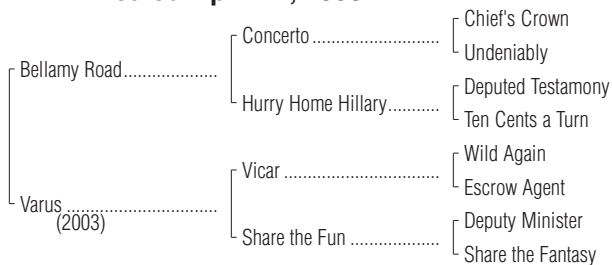 Chief's Crown
Concerto
Undeniably
Bellamy Road
Deputed Testamony
Hurry Home Hillary
Ten Cents a Turn
Wild Again
Vicar
Escrow Agent
Varus
(2003)
Deputy Minister
Share the Fun
Share the Fantasy